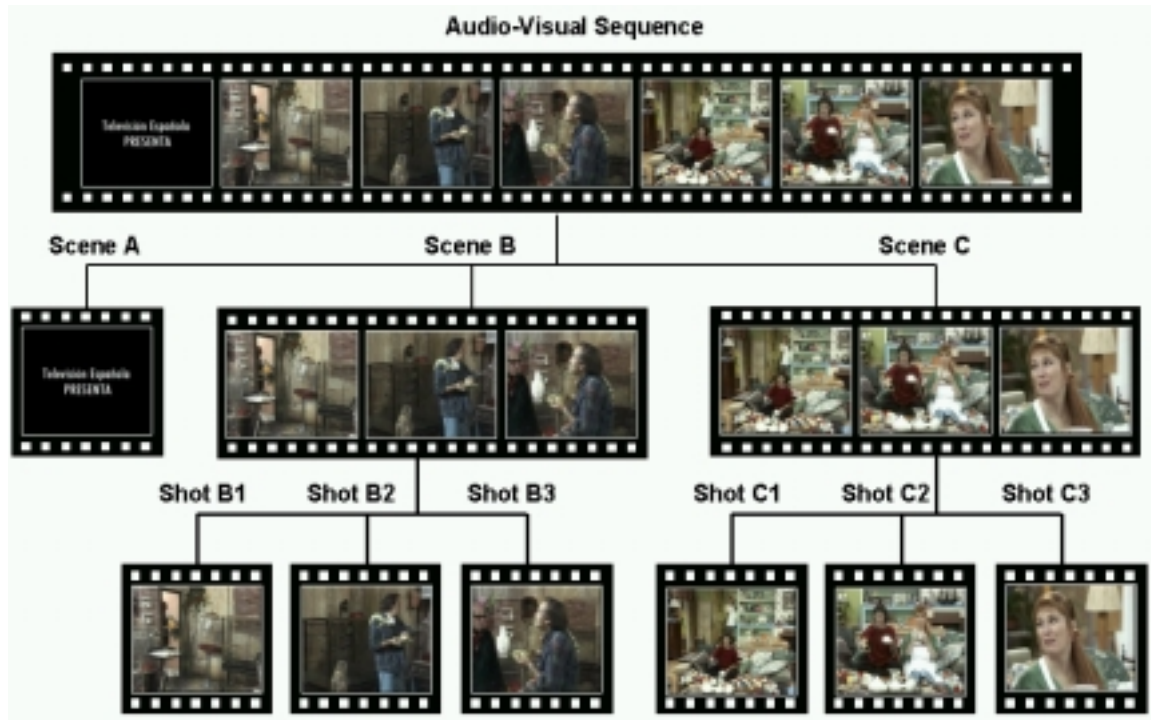 Audio-Visual Sequence
Televisión Española
PRESENTA
Scene A
Scene B
Scene C
Televisión Española
PRESENTA
Shot B1
Shot B2
Shot B3
Shot C1
Shot C2
Shot C3